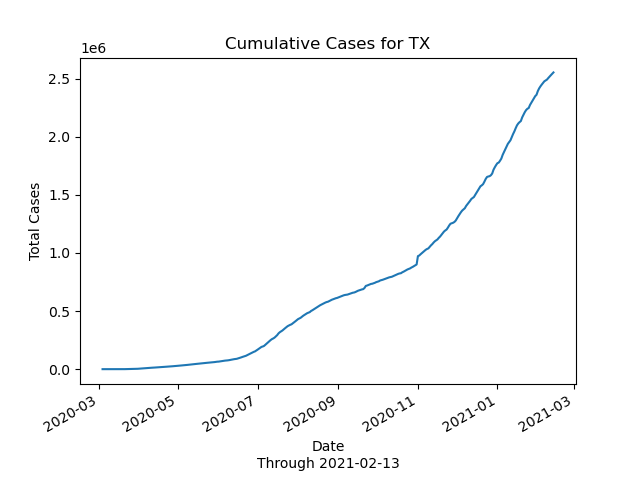 Cumulative Cases for TX
1e6
2.5
2.0
1.5
1.0
0.5
0.0
Total Cases
2020-03
2020-05
2020-07
2020-09
2020-11
2021-01
2021-03
Date
Through 2021-02-13